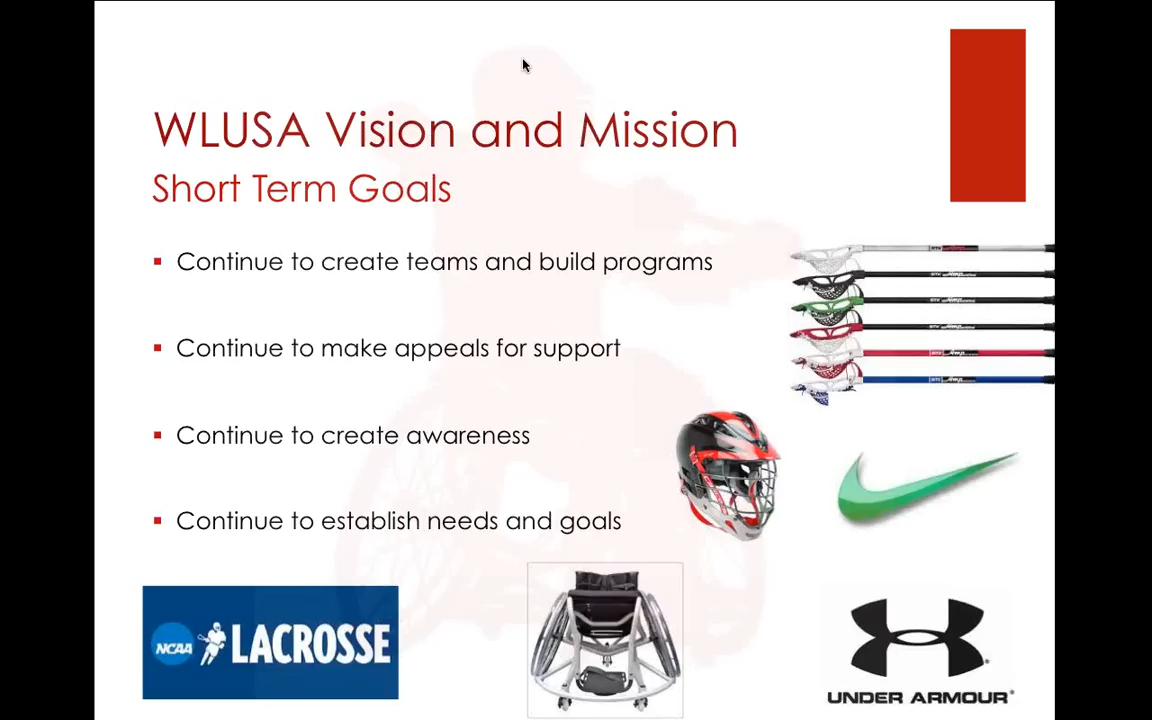 WLUSA Vision and Mission
Short Term Goals
Continue to create teams and build programs
Continue to make appeals for support
Continue to create awareness
Continue to establish needs and goals
NCAA LACROSSE
UNDER ARMOUR